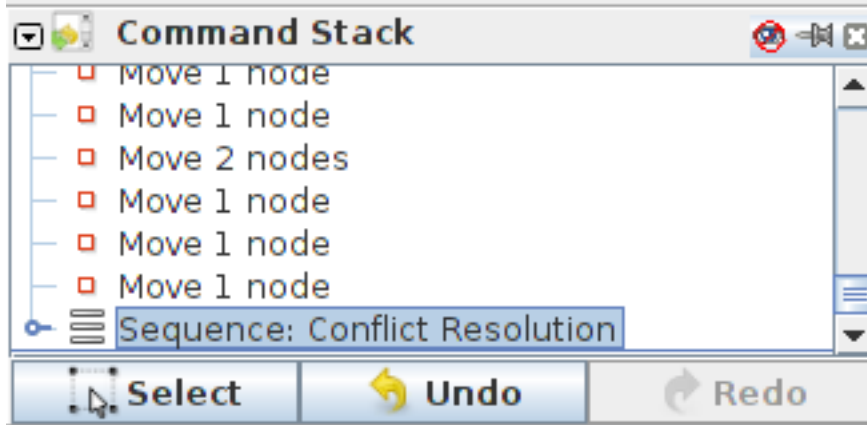 Command Stack
Move 1 node
Move 1 node
Move 2 nodes
Move 1 node
Move 1 node
Move 1 node
Sequence: Conflict Resolution
Select Undo Redo